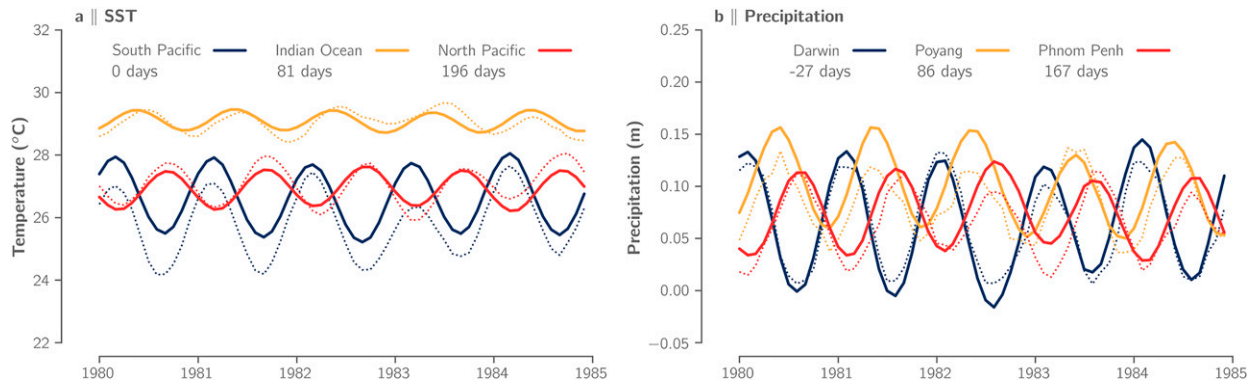 a || SST
South Pacific Indian Ocean North Pacific
0 days 81 days 196 days
Temperature (°C)
32
30
28
26
24
22
1980 1981 1982 1983 1984 1985
b || Precipitation
Darwin Poyang Phnom Penh
-27 days 86 days 167 days
Precipitation (m)
0.25
0.20
0.15
0.10
0.05
0.00
−0.05
1980 1981 1982 1983 1984 1985